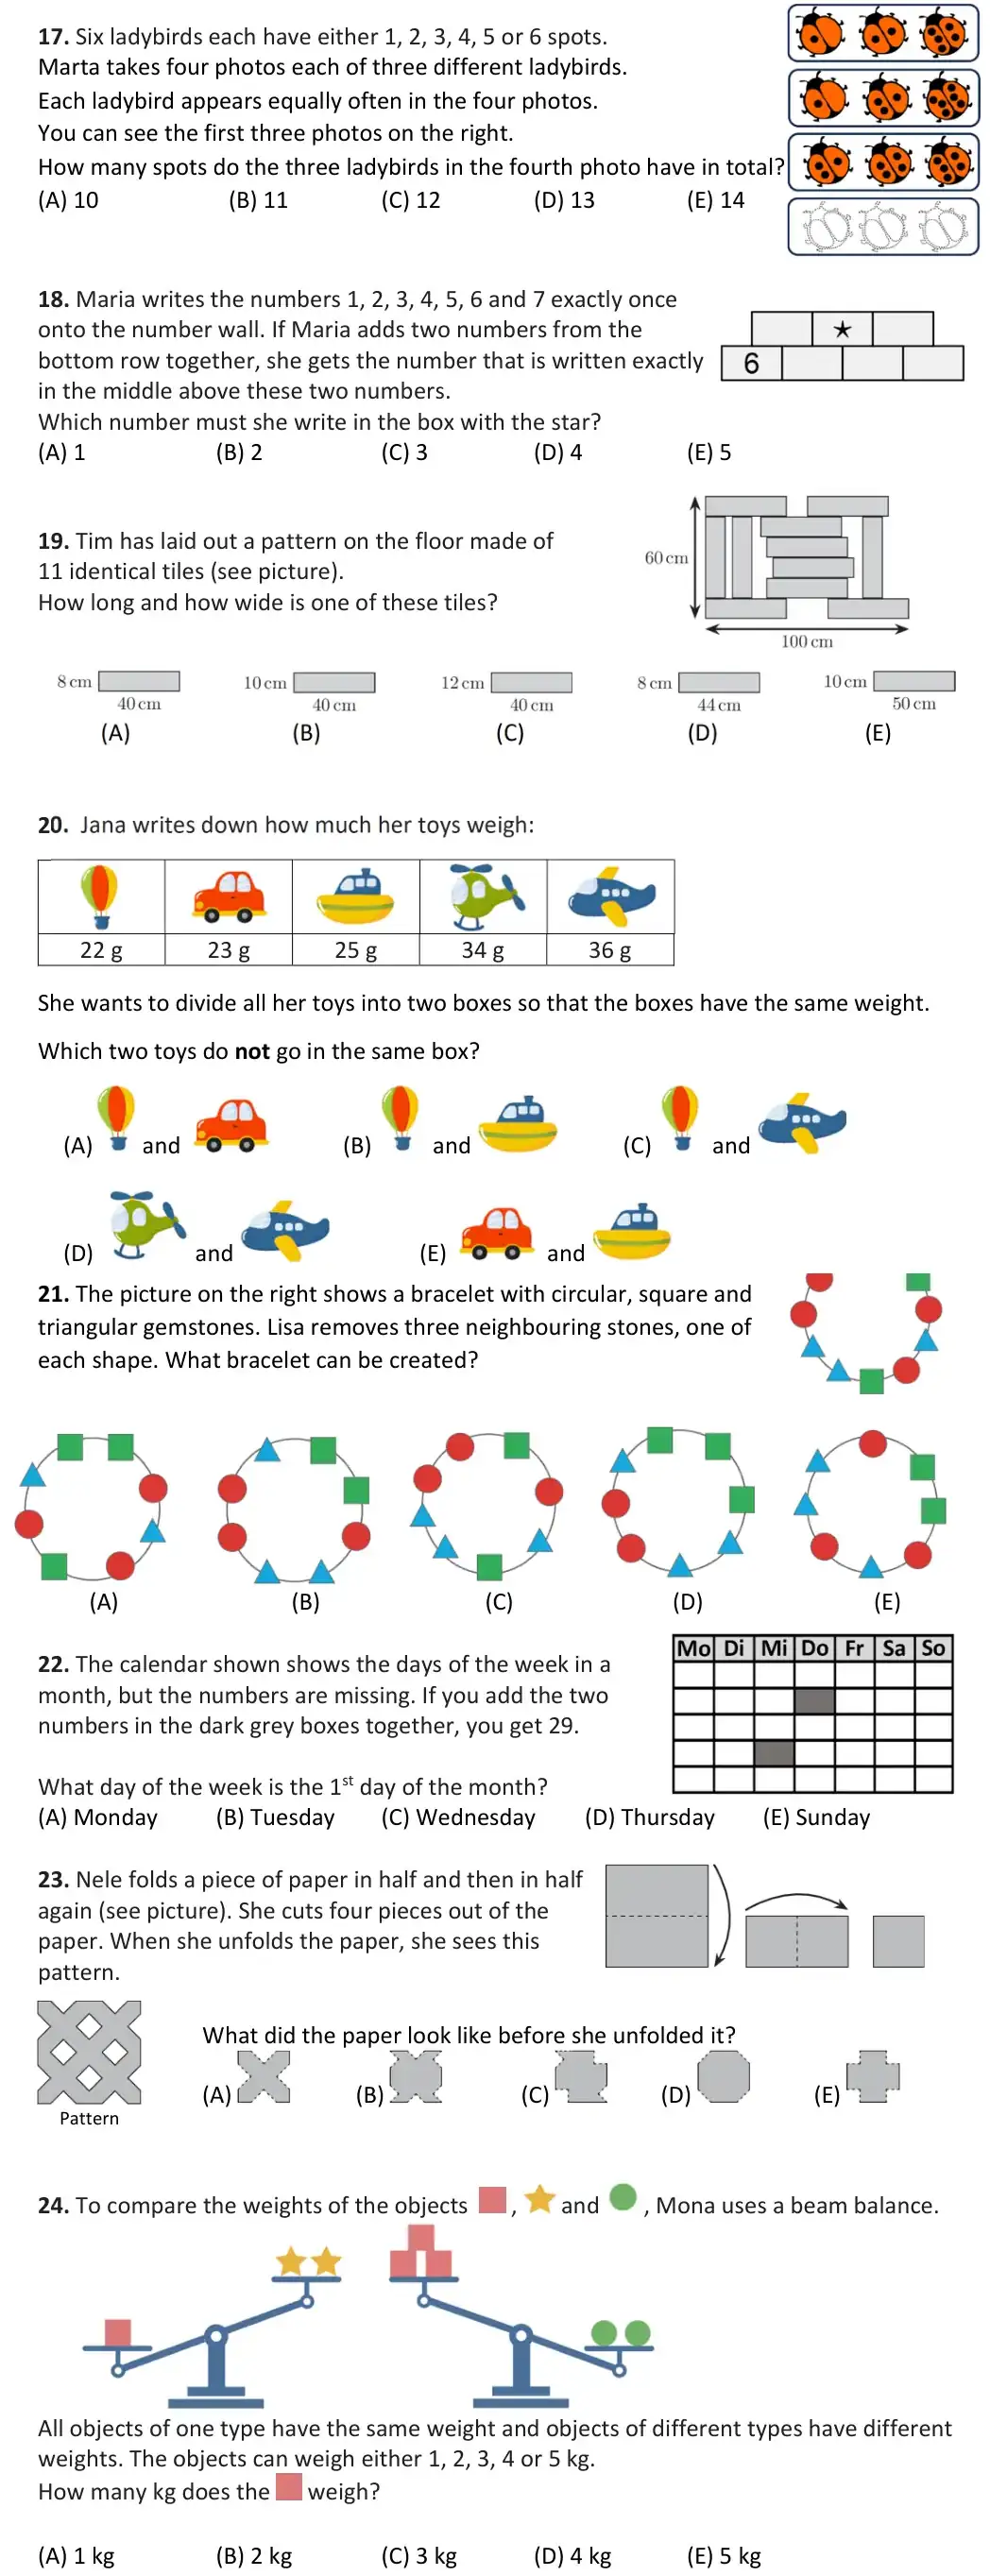 17. Six ladybirds each have either 1, 2, 3, 4, 5 or 6 spots.
Marta takes four photos each of three different ladybirds.
Each ladybird appears equally often in the four photos.
You can see the first three photos on the right.
How many spots do the three ladybirds in the fourth photo have in total?
(A) 10 (B) 11 (C) 12 (D) 13 (E) 14
18. Maria writes the numbers 1, 2, 3, 4, 5, 6 and 7 exactly once
onto the number wall. If Maria adds two numbers from the
bottom row together, she gets the number that is written exactly
in the middle above these two numbers.
Which number must she write in the box with the star?
★
6
(A) 1 (B) 2 (C) 3 (D) 4 (E) 5
19. Tim has laid out a pattern on the floor made of
11 identical tiles (see picture).
How long and how wide is one of these tiles?
60 cm
100 cm
8 cm 10 cm 12 cm 8 cm 10 cm
40 cm 40 cm 40 cm 44 cm 50 cm
(A) (B) (C) (D) (E)
20. Jana writes down how much her toys weigh:
22 g 23 g 25 g 34 g 36 g
She wants to divide all her toys into two boxes so that the boxes have the same weight.
Which two toys do not go in the same box?
(A) and (B) and (C) and
(D) and (E) and
21. The picture on the right shows a bracelet with circular, square and
triangular gemstones. Lisa removes three neighbouring stones, one of
each shape. What bracelet can be created?
(A) (B) (C) (D) (E)
22. The calendar shown shows the days of the week in a
month, but the numbers are missing. If you add the two
numbers in the dark grey boxes together, you get 29.
Mo Di Mi Do Fr Sa So
What day of the week is the 1st day of the month?
(A) Monday (B) Tuesday (C) Wednesday (D) Thursday (E) Sunday
23. Nele folds a piece of paper in half and then in half
again (see picture). She cuts four pieces out of the
paper. When she unfolds the paper, she sees this
pattern.
What did the paper look like before she unfolded it?
(A) (B) (C) (D) (E)
Pattern
24. To compare the weights of the objects , and , Mona uses a beam balance.
All objects of one type have the same weight and objects of different types have different
weights. The objects can weigh either 1, 2, 3, 4 or 5 kg.
How many kg does the weigh?
(A) 1 kg (B) 2 kg (C) 3 kg (D) 4 kg (E) 5 kg